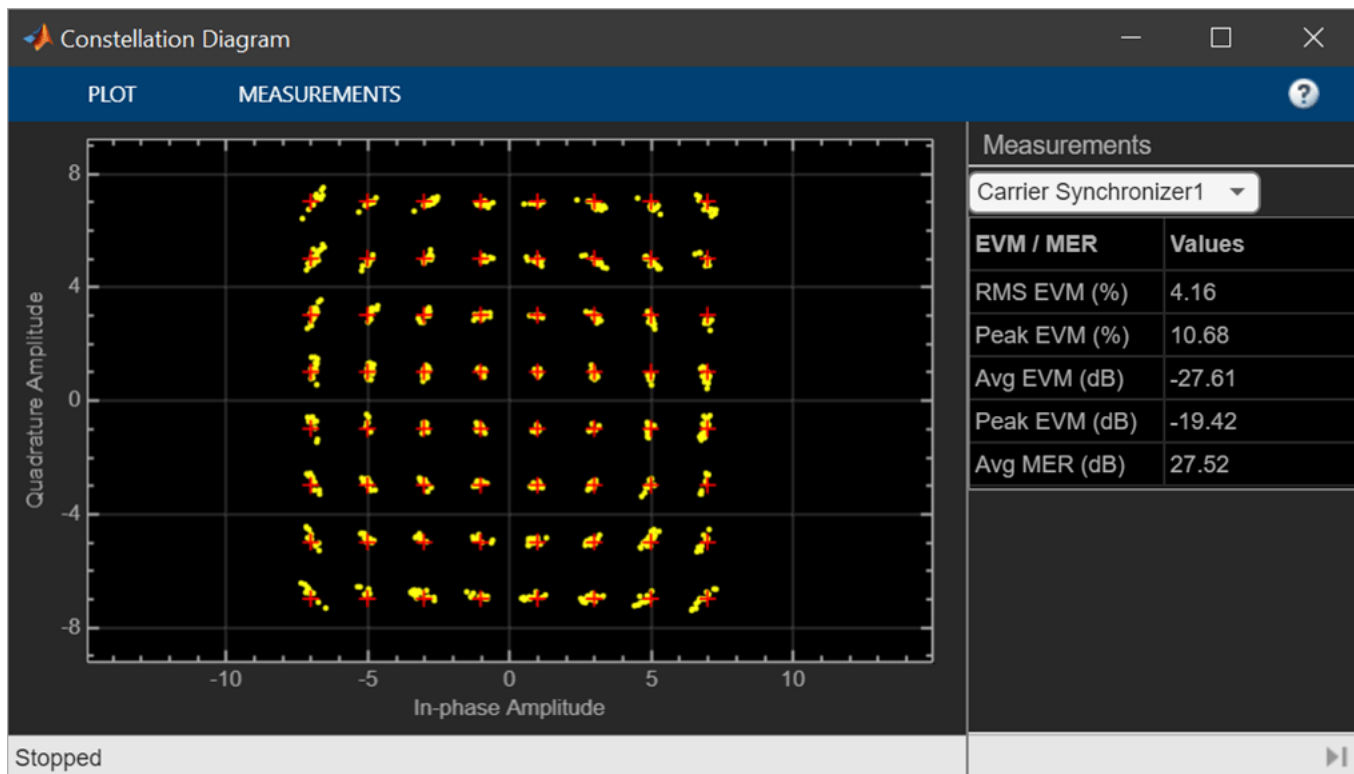 Constellation Diagram
PLOT MEASUREMENTS
?
Measurements
Carrier Synchronizer1
EVM / MER Values
RMS EVM (%) 4.16
Peak EVM (%) 10.68
Avg EVM (dB) -27.61
Peak EVM (dB) -19.42
Avg MER (dB) 27.52
Quadrature Amplitude
8
4
0
-4
-8
-10 -5 0 5 10
In-phase Amplitude
Stopped